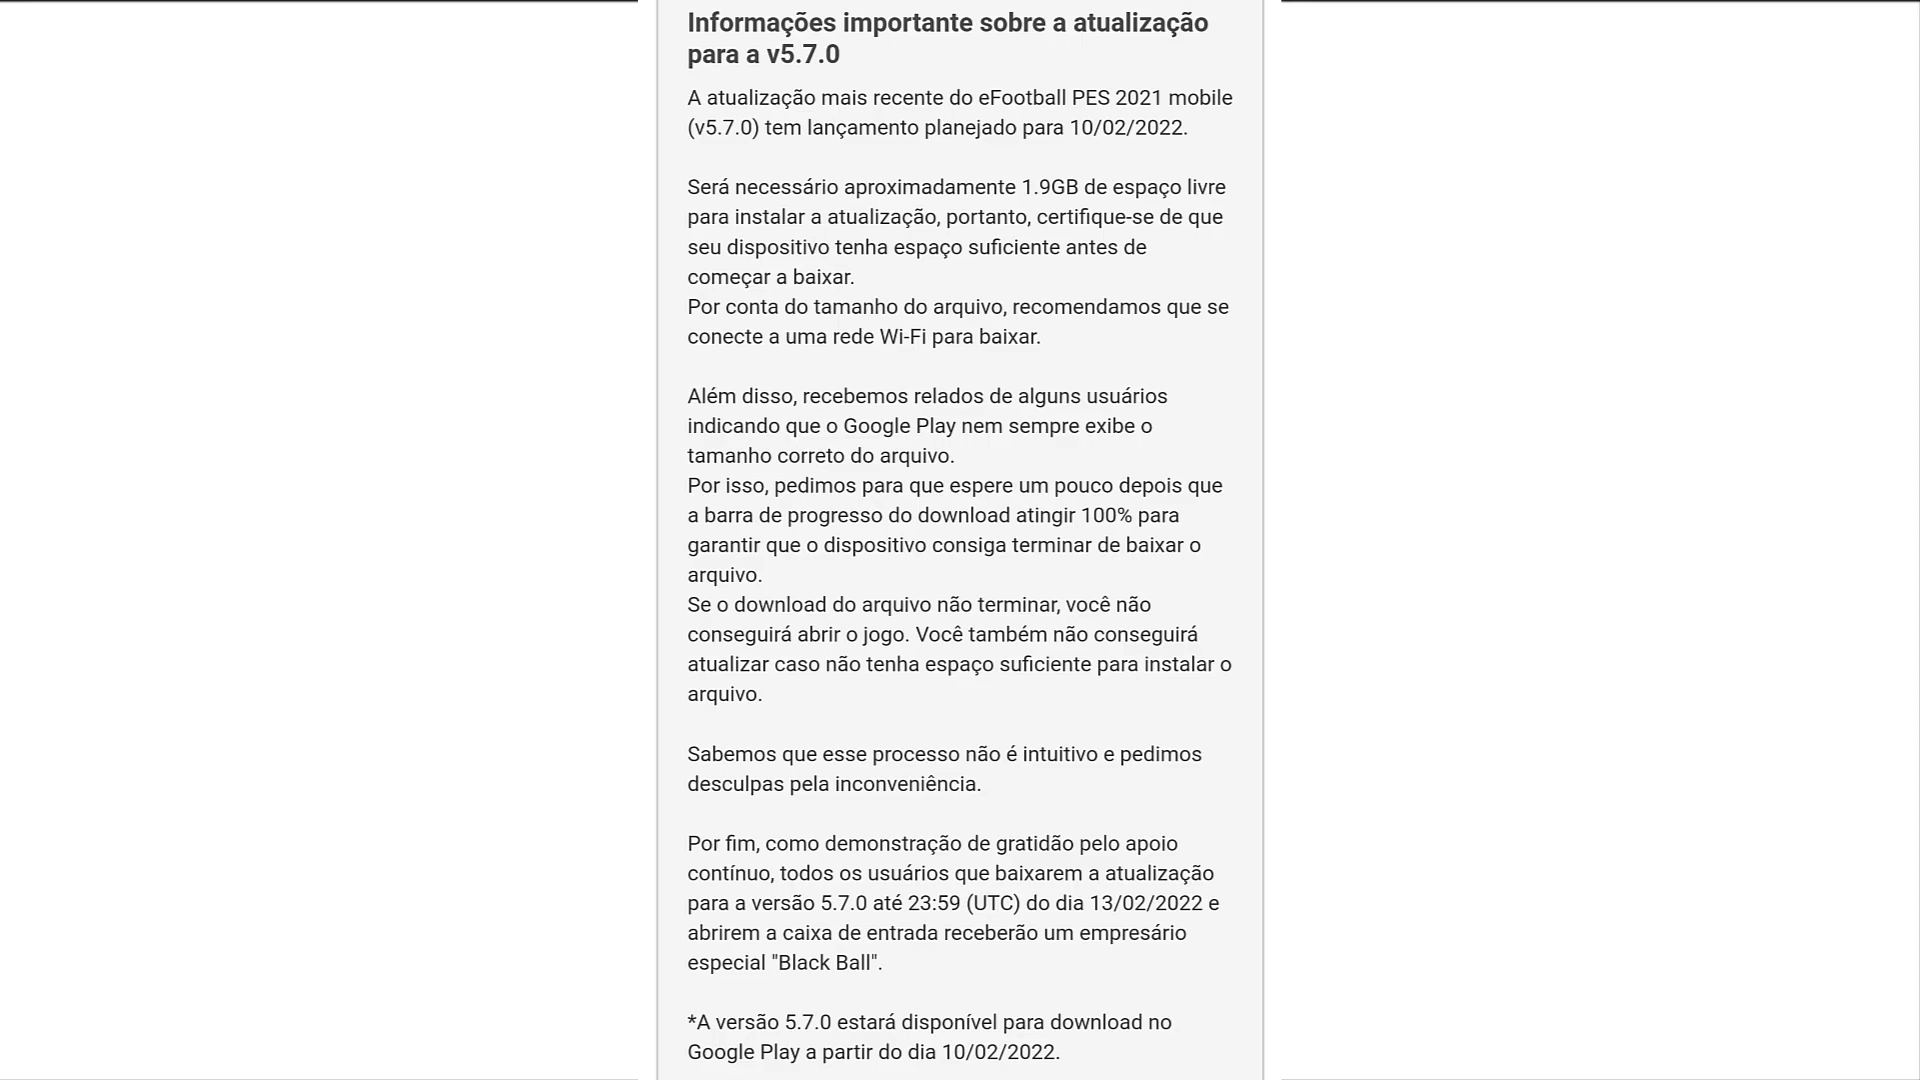 Informações importante sobre a atualização
para a v5.7.0
A atualização mais recente do eFootball PES 2021 mobile
(v5.7.0) tem lançamento planejado para 10/02/2022.
Será necessário aproximadamente 1.9GB de espaço livre
para instalar a atualização, portanto, certifique-se de que
seu dispositivo tenha espaço suficiente antes de
começar a baixar.
Por conta do tamanho do arquivo, recomendamos que se
conecte a uma rede Wi-Fi para baixar.
Além disso, recebemos relados de alguns usuários
indicando que o Google Play nem sempre exibe o
tamanho correto do arquivo.
Por isso, pedimos para que espere um pouco depois que
a barra de progresso do download atingir 100% para
garantir que o dispositivo consiga terminar de baixar o
arquivo.
Se o download do arquivo não terminar, você não
conseguirá abrir o jogo. Você também não conseguirá
atualizar caso não tenha espaço suficiente para instalar o
arquivo.
Sabemos que esse processo não é intuitivo e pedimos
desculpas pela inconveniência.
Por fim, como demonstração de gratidão pelo apoio
contínuo, todos os usuários que baixarem a atualização
para a versão 5.7.0 até 23:59 (UTC) do dia 13/02/2022 e
abrirem a caixa de entrada receberão um empresário
especial "Black Ball".
*A versão 5.7.0 estará disponível para download no
Google Play a partir do dia 10/02/2022.